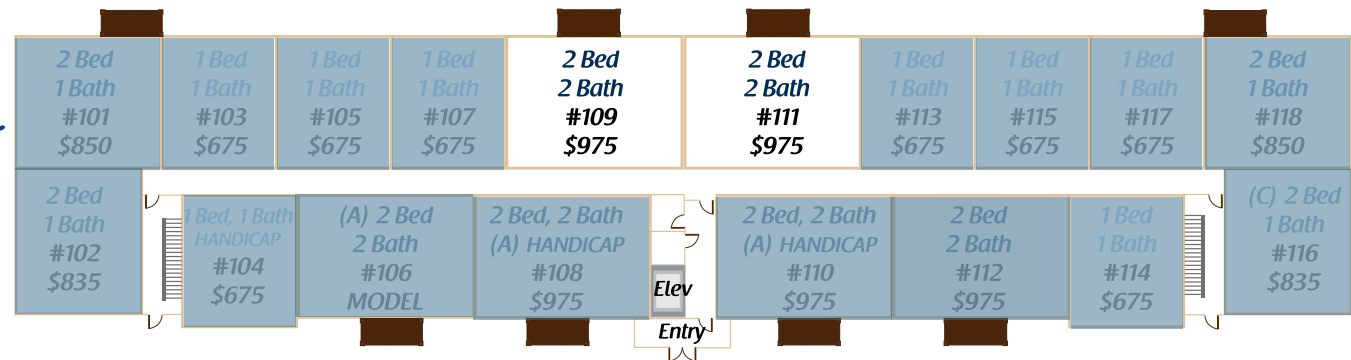 2 Bed
1 Bath
#101
$850
1 Bed
1 Bath
#103
$675
1 Bed
1 Bath
#105
$675
1 Bed
1 Bath
#107
$675
2 Bed
2 Bath
#109
$975
2 Bed
2 Bath
#111
$975
1 Bed
1 Bath
#113
$675
1 Bed
1 Bath
#115
$675
1 Bed
1 Bath
#117
$675
2 Bed
1 Bath
#118
$850
2 Bed
1 Bath
#102
$835
1 Bed, 1 Bath
HANDICAP
#104
$675
(A) 2 Bed
2 Bath
#106
MODEL
2 Bed, 2 Bath
(A) HANDICAP
#108
$975
Elev
Entry
2 Bed, 2 Bath
(A) HANDICAP
#110
$975
2 Bed
2 Bath
#112
$975
1 Bed
1 Bath
#114
$675
(C) 2 Bed
1 Bath
#116
$835